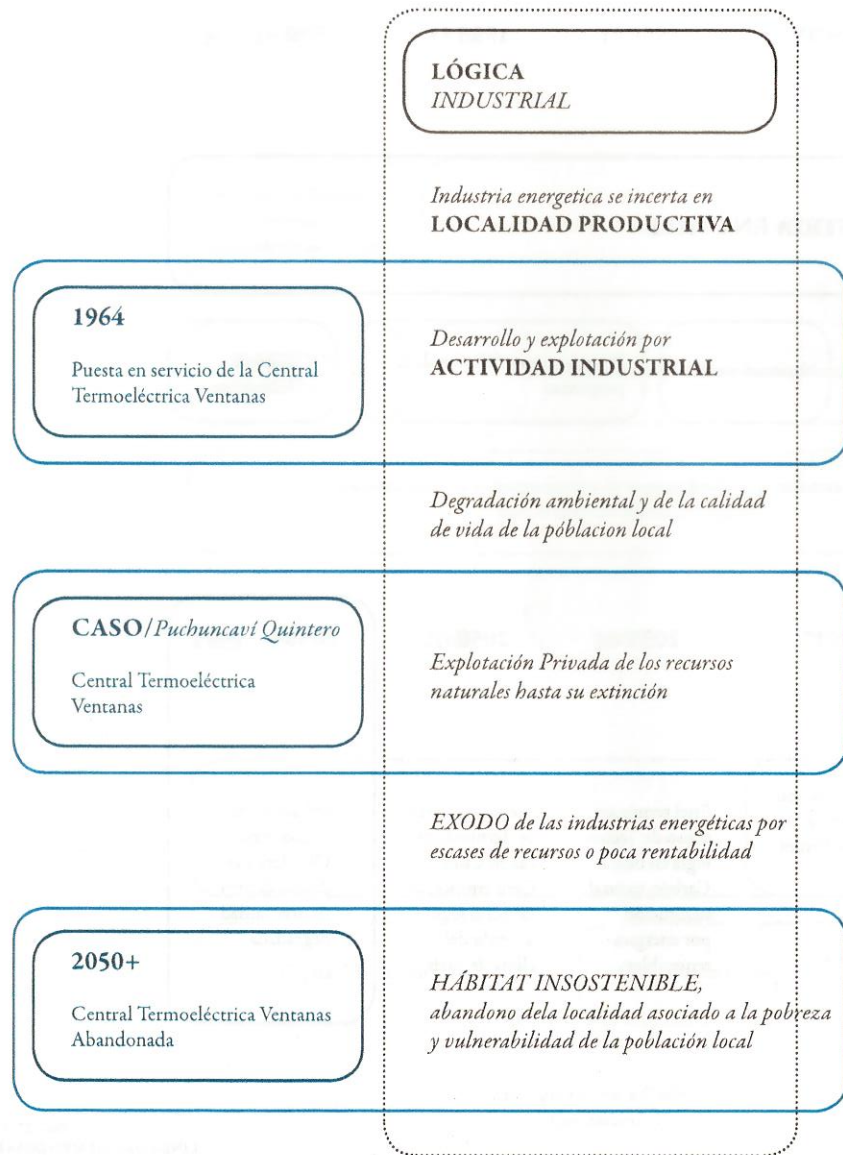 LÓGICA
INDUSTRIAL
Industria energetica se incerta en
LOCALIDAD PRODUCTIVA
1964
Puesta en servicio de la Central
Termoeléctrica Ventanas
Desarrollo y explotación por
ACTIVIDAD INDUSTRIAL
Degradación ambiental y de la calidad
de vida de la póblacion local
CASO/Puchuncaví Quintero
Central Termoeléctrica
Ventanas
Explotación Privada de los recursos
naturales hasta su extinción
EXODO de las industrias energéticas por
escases de recursos o poca rentabilidad
2050+
Central Termoeléctrica Ventanas
Abandonada
HÁBITAT INSOSTENIBLE,
abandono dela localidad asociado a la pobreza
y vulnerabilidad de la población local